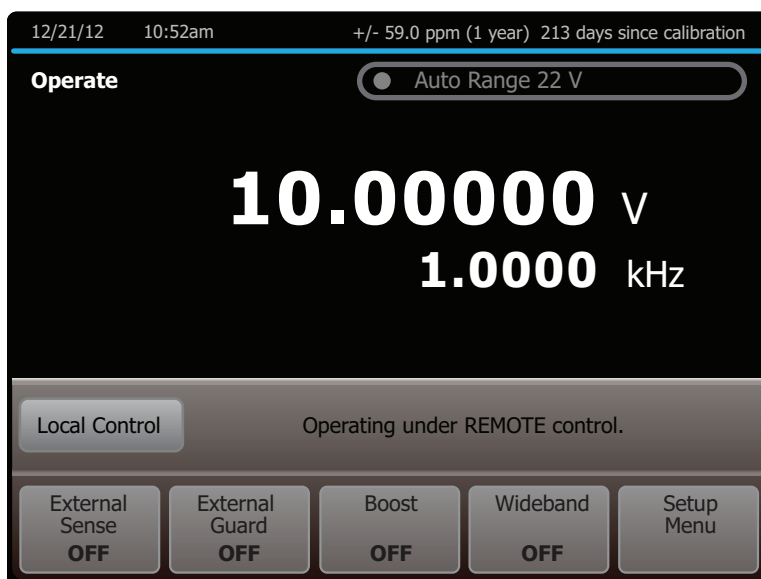 12/21/12 10:52am +/- 59.0 ppm (1 year) 213 days since calibration
Operate Auto Range 22 V
10.00000 V
1.0000 kHz
Local Control Operating under REMOTE control.
External Sense OFF
External Guard OFF
Boost OFF
Wideband OFF
Setup Menu